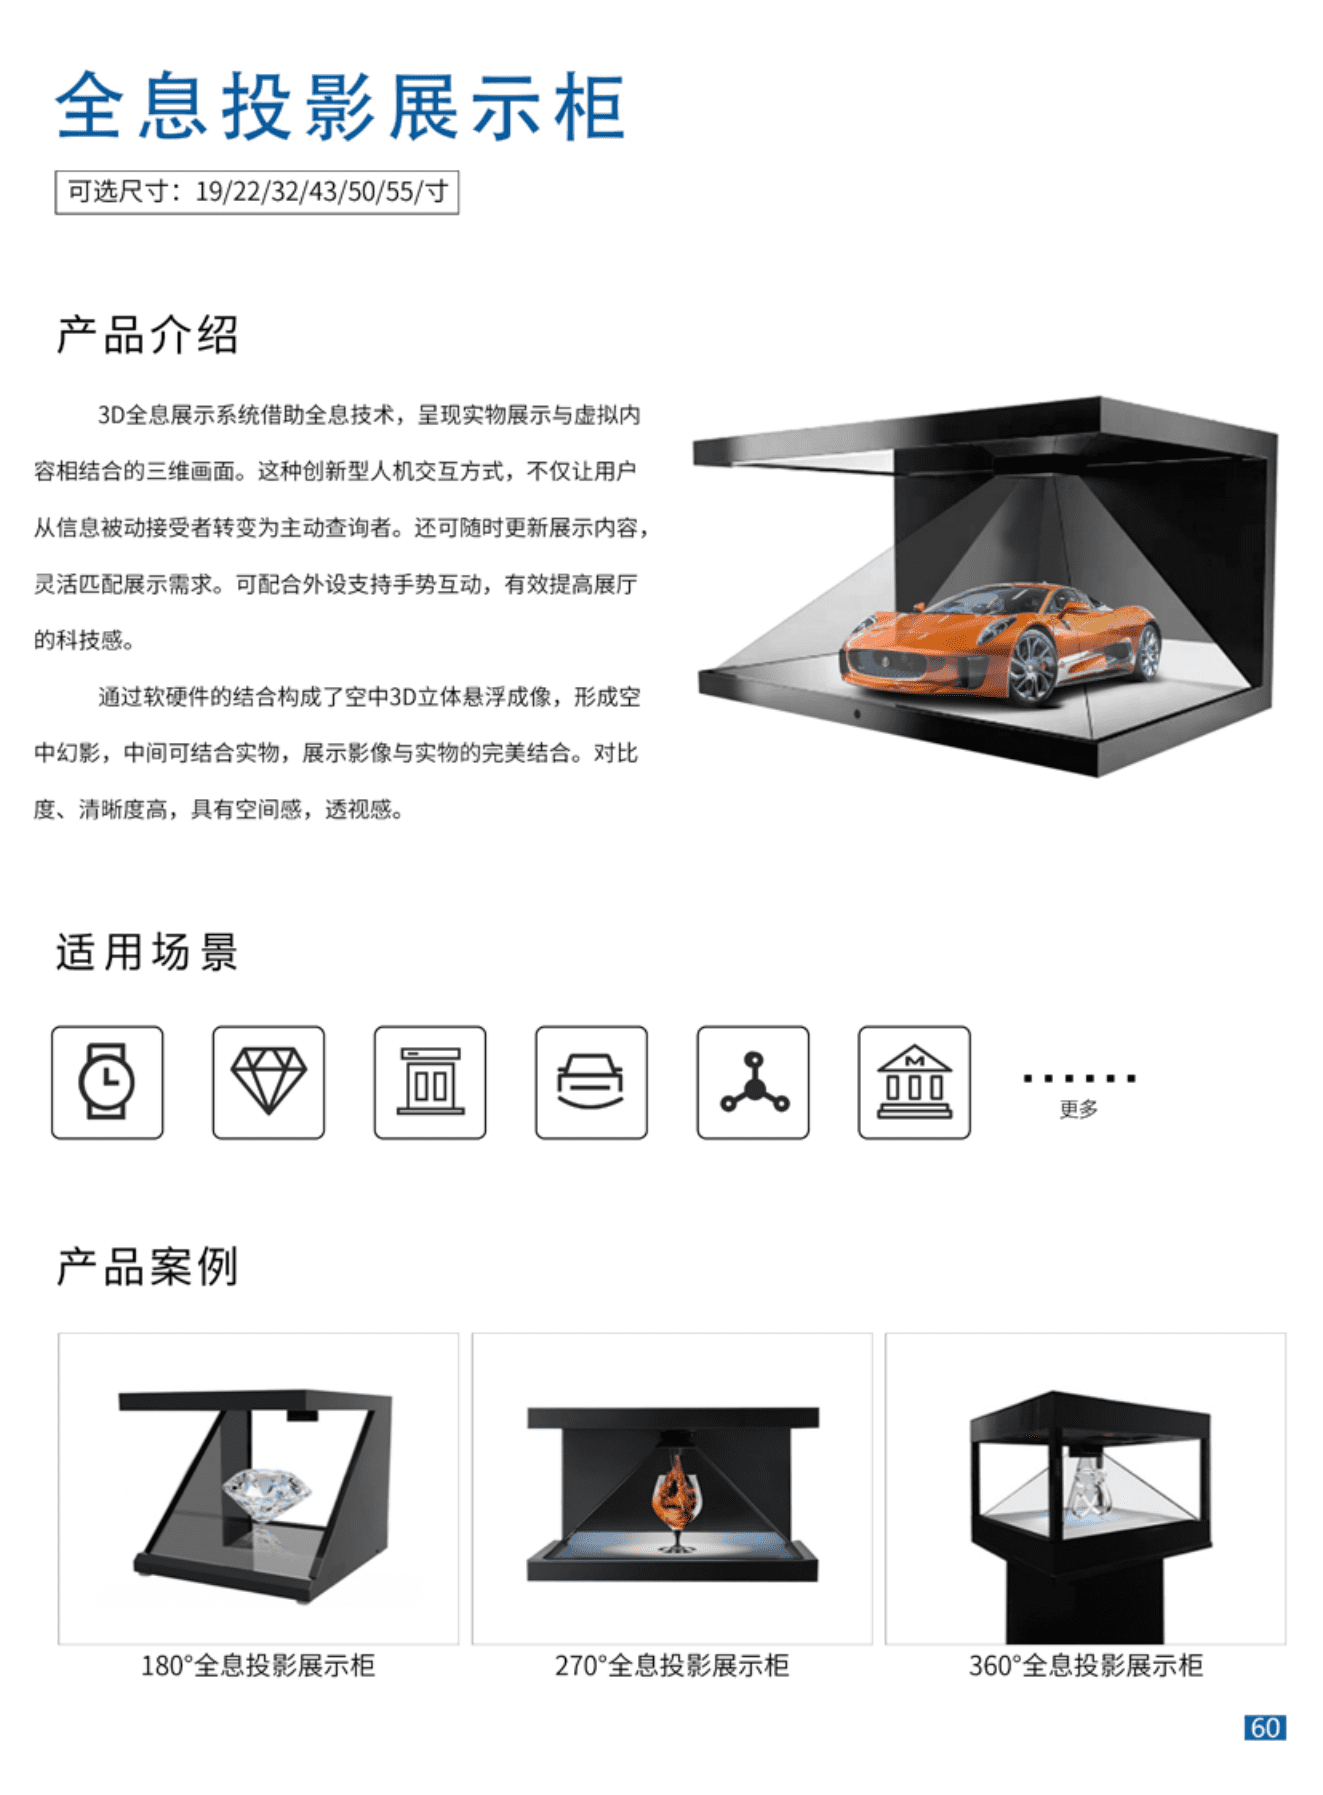 全息投影展示柜
可选尺寸：19/22/32/43/50/55/寸
产品介绍
3D全息展示系统借助全息技术，呈现实物展示与虚拟内
容相结合的三维画面。这种创新型人机交互方式，不仅让用户
从信息被动接受者转变为主动查询者。还可随时更新展示内容，
灵活匹配展示需求。可配合外设支持手势互动，有效提高展厅
的科技感。
通过软硬件的结合构成了空中3D立体悬浮成像，形成空
中幻影，中间可结合实物，展示影像与实物的完美结合。对比
度、清晰度高，具有空间感，透视感。
适用场景
M
······
更多
产品案例
180°全息投影展示柜
270°全息投影展示柜
360°全息投影展示柜
60